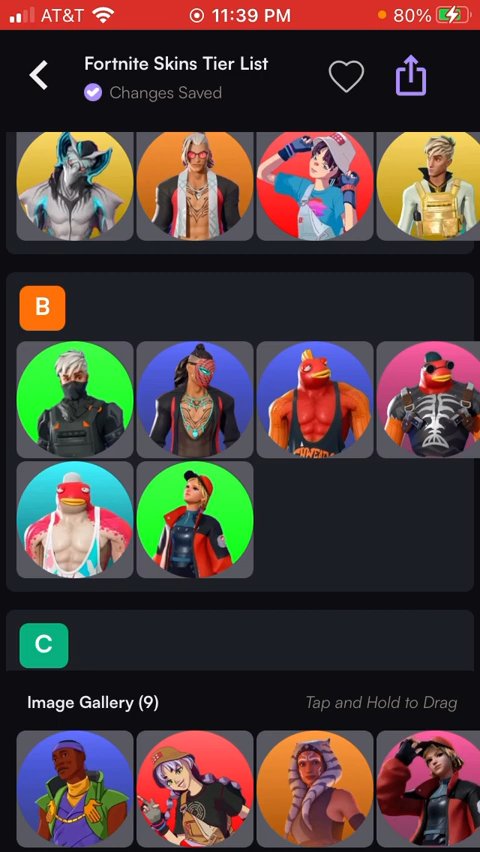 AT&T 11:39 PM 80%
Fortnite Skins Tier List
Changes Saved
B
C
Image Gallery (9) Tap and Hold to Drag